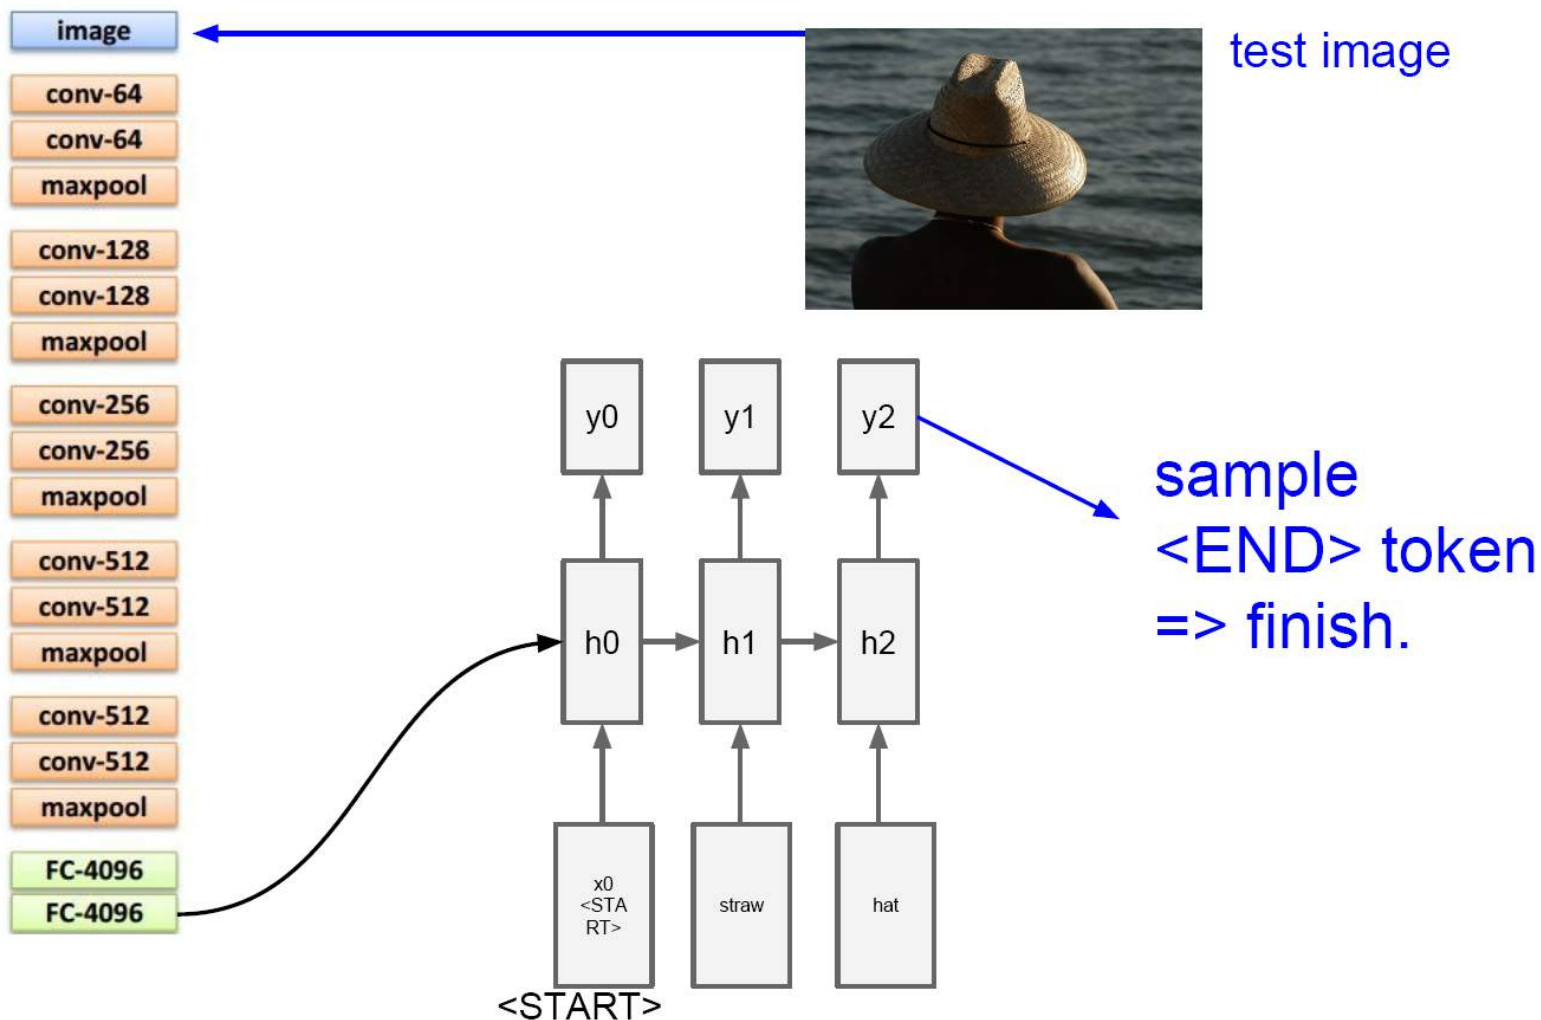 image
conv-64
conv-64
maxpool
conv-128
conv-128
maxpool
conv-256
conv-256
maxpool
conv-512
conv-512
maxpool
conv-512
conv-512
maxpool
FC-4096
FC-4096
test image
y0
y1
y2
sample
<END> token
=> finish.
h0
h1
h2
x0
<STA
RT>
straw
hat
<START>